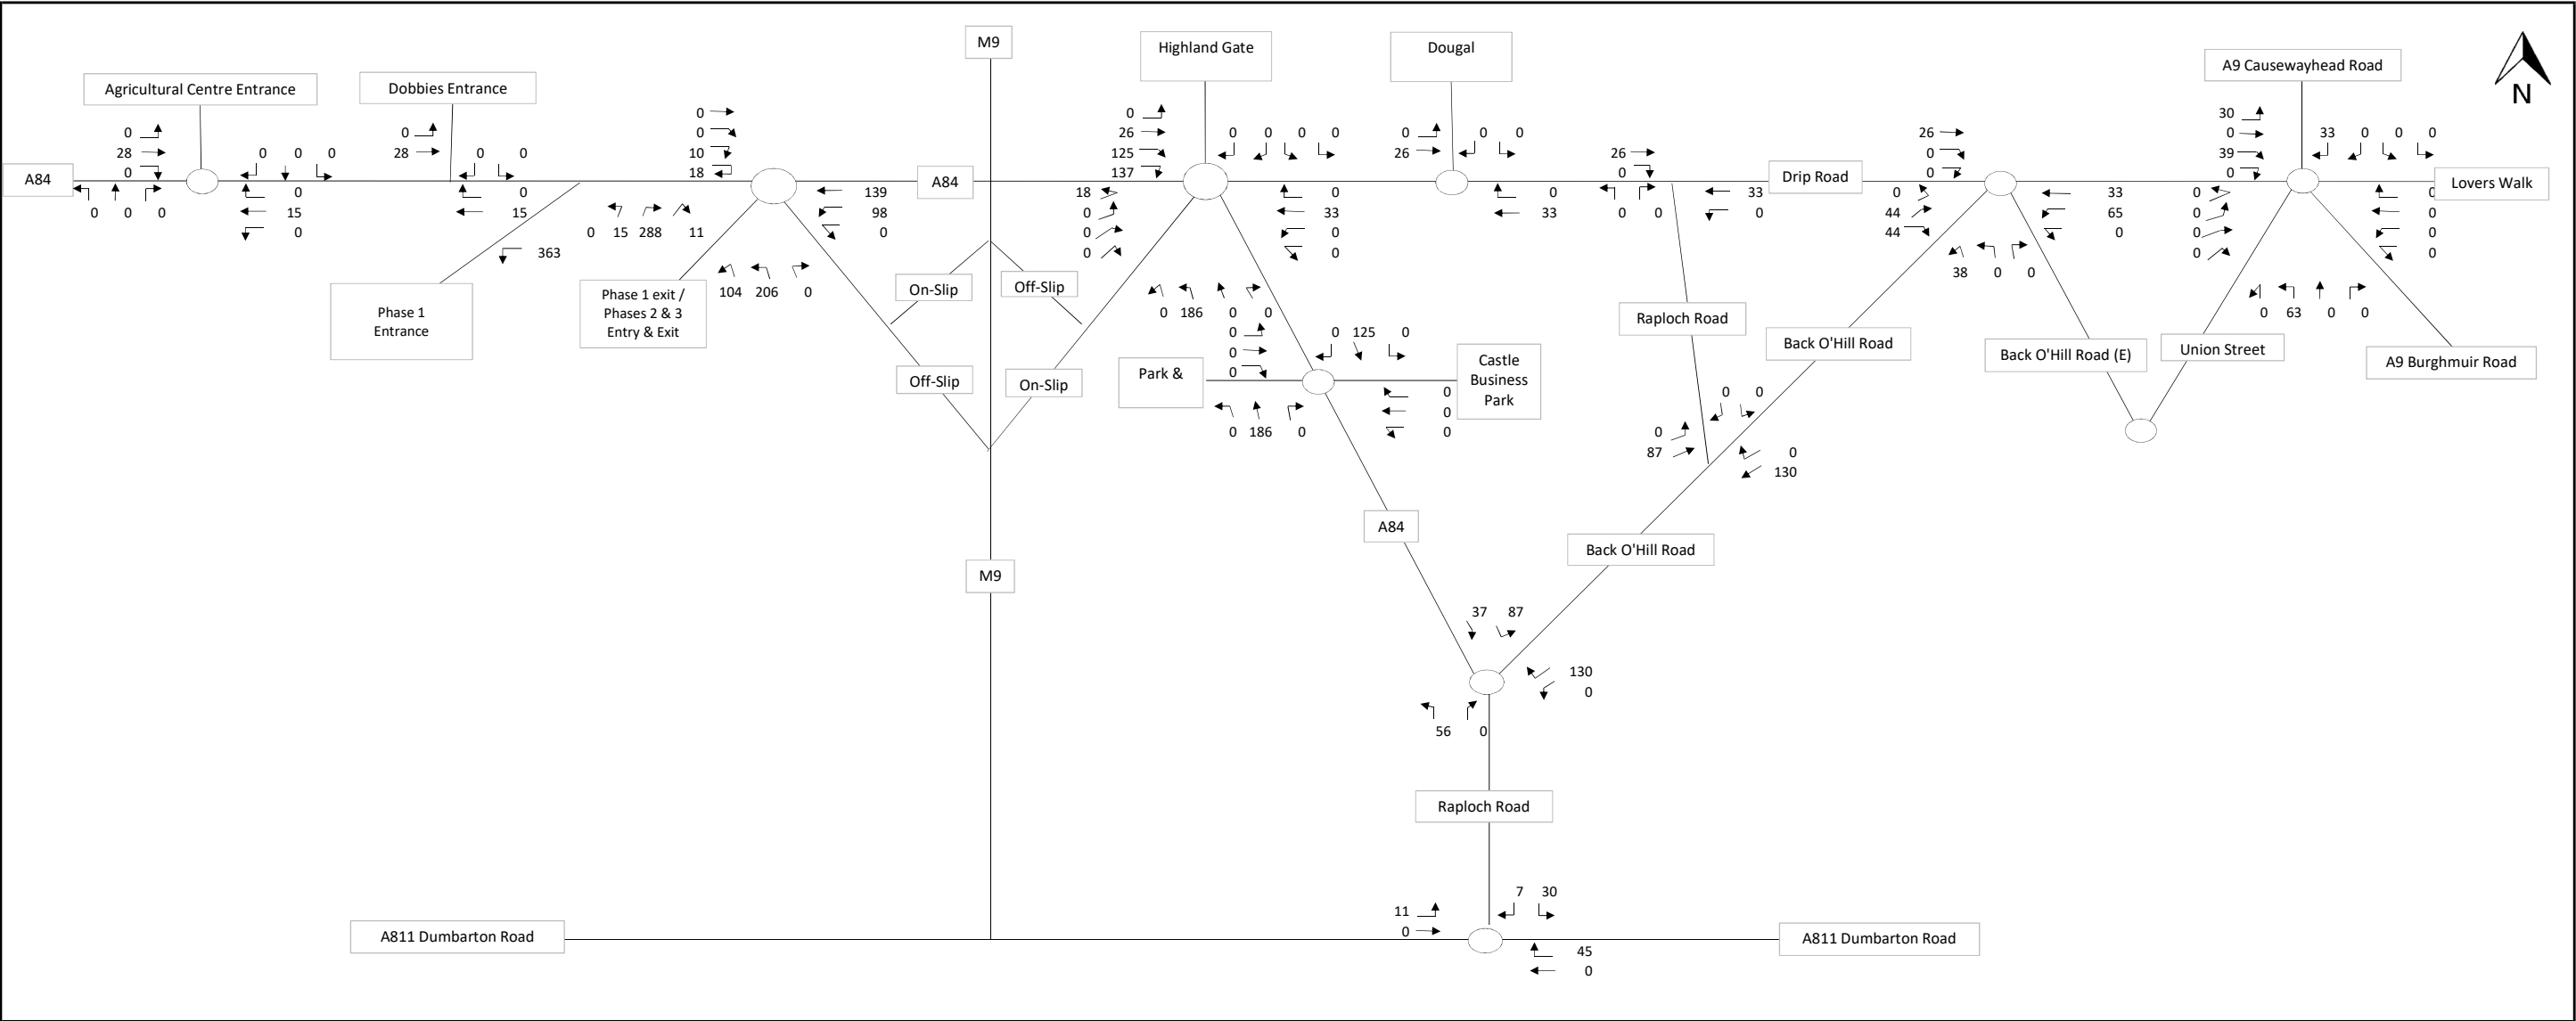 M9
Highland Gate
Dougal
A9 Causewayhead Road
N
Agricultural Centre Entrance
Dobbies Entrance
0
28
0
0 0 0
0
28
0 0
0
0
10
18
0
26
125
137
0 0 0 0
0
26
0 0
26
0
26
0
0
30
0
39
0
33 0 0 0
A84
0 0 0
0
15
0
0
15
0 15 288 11
363
139
98
0
A84
18
0
0
0
0
33
0
0
0
33
0 0
33
0
Drip Road
0
44
44
33
65
0
0
0
0
0
0
0
0
0
Lovers Walk
38 0 0
0 63 0 0
Phase 1
Entrance
Phase 1 exit /
Phases 2 & 3
Entry & Exit
104 206 0
On-Slip
Off-Slip
0 186 0 0
0
0
0
0 125 0
Raploch Road
Back O'Hill Road
Back O'Hill Road (E)
Union Street
A9 Burghmuir Road
Off-Slip
On-Slip
Park &
Castle
Business
Park
0
0
0
0 186 0
0 0
0
87
0
130
A84
Back O'Hill Road
M9
37 87
130
0
56 0
Raploch Road
7 30
11
0
A811 Dumbarton Road
A811 Dumbarton Road
45
0